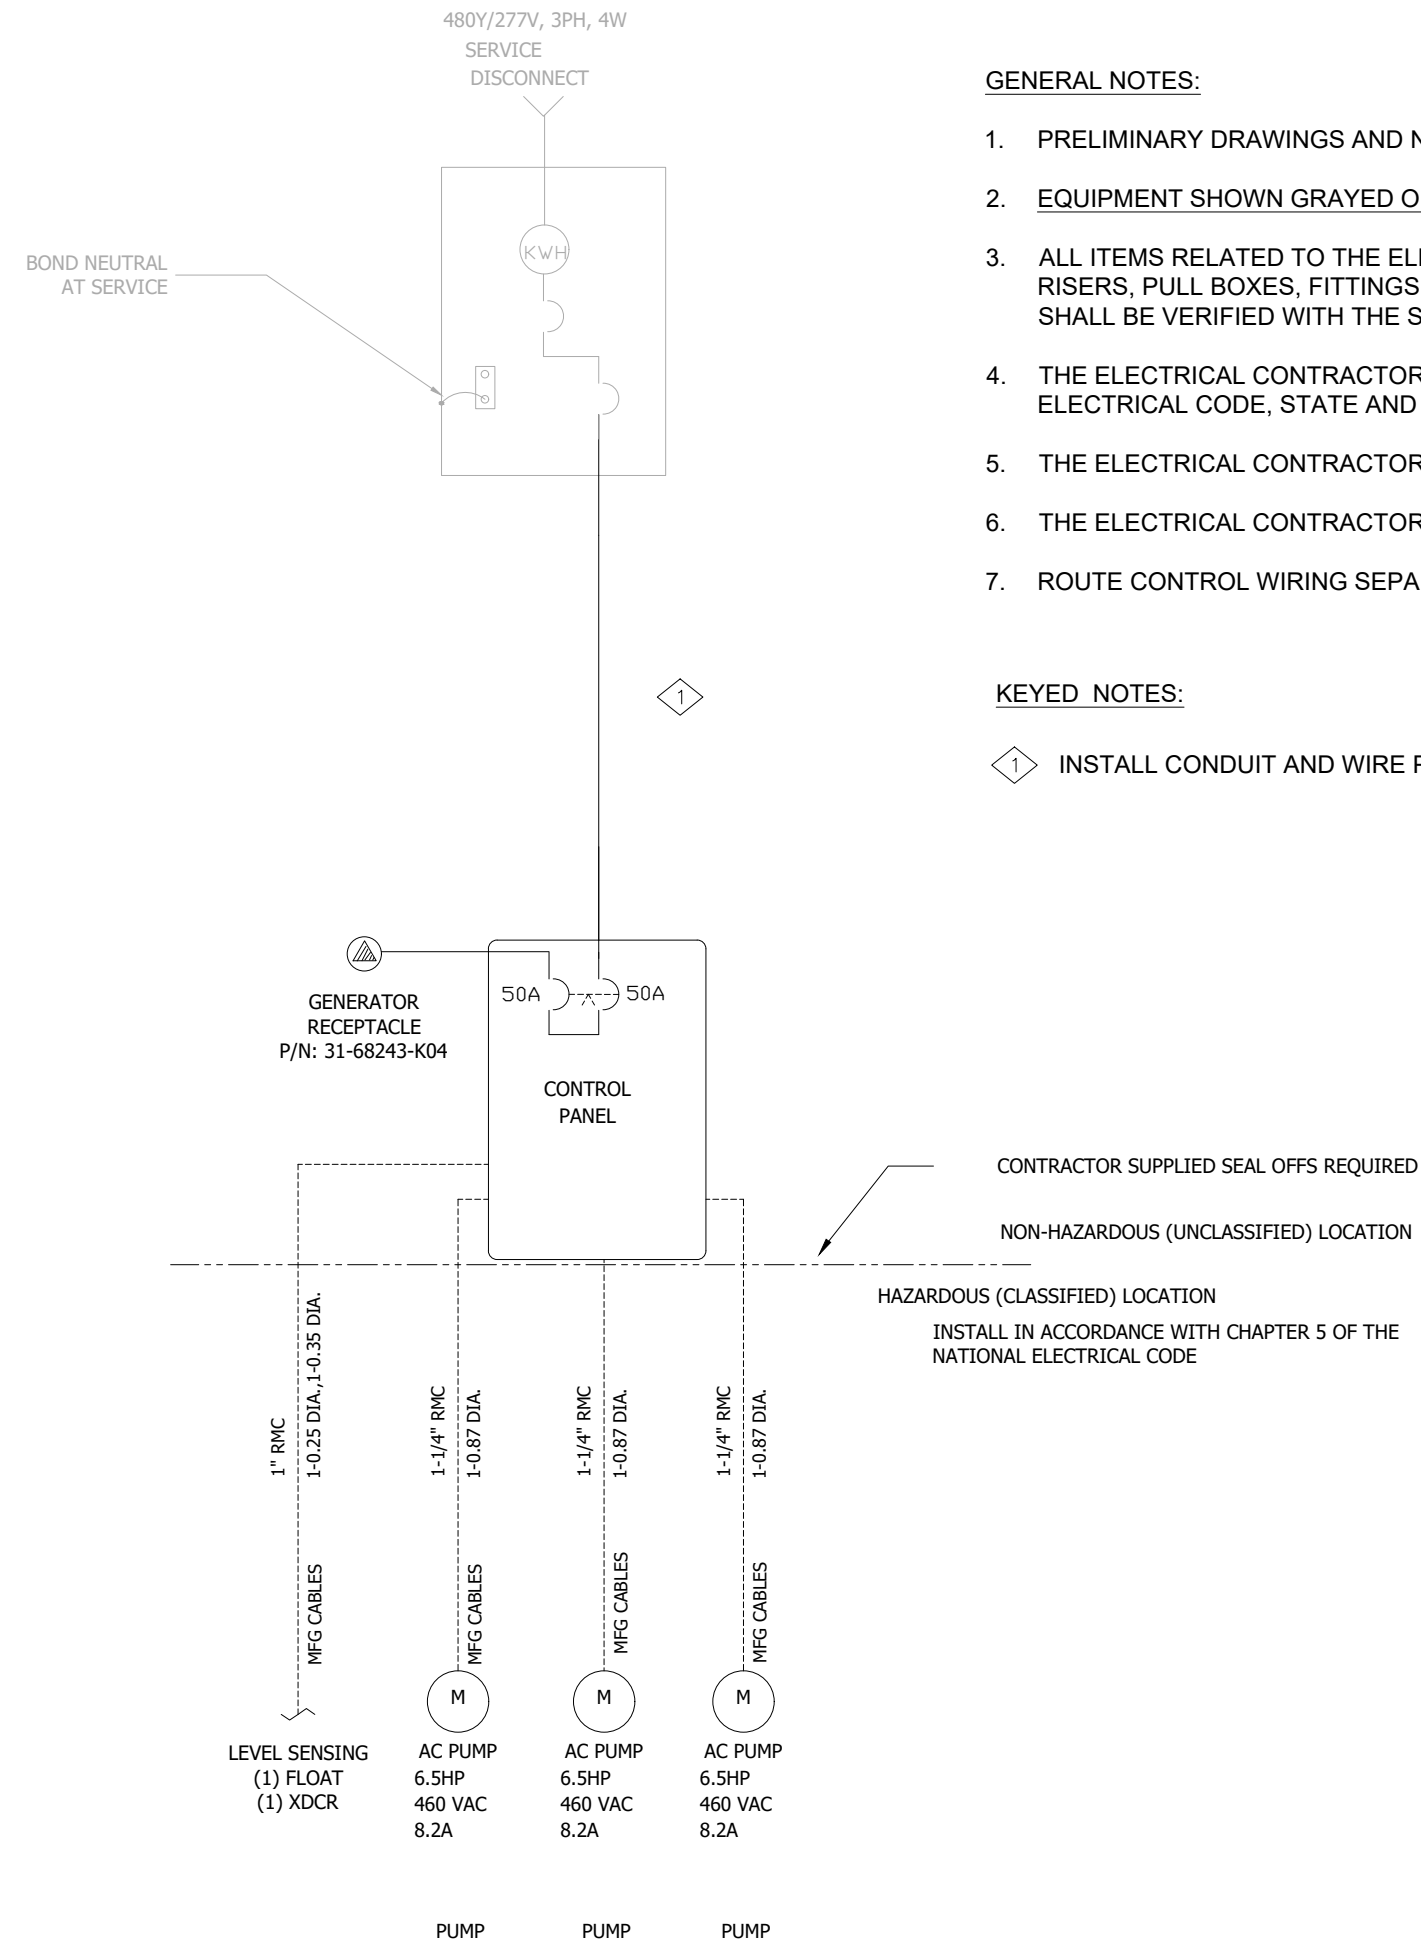 480Y/277V, 3PH, 4W
SERVICE
DISCONNECT
KWH
BOND NEUTRAL
AT SERVICE
GENERAL NOTES:
1. PRELIMINARY DRAWINGS AND
2. EQUIPMENT SHOWN GRAYED
3. ALL ITEMS RELATED TO THE
RISERS, PULL BOXES, FITTINGS
SHALL BE VERIFIED WITH THE
4. THE ELECTRICAL CONTRACTOR
ELECTRICAL CODE, STATE AND
5. THE ELECTRICAL CONTRACTOR
6. THE ELECTRICAL CONTRACTOR
7. ROUTE CONTROL WIRING
1
KEYED NOTES:
1 INSTALL CONDUIT AND WIRE
GENERATOR
RECEPTACLE
P/N: 31-68243-K04
50A
50A
CONTROL
PANEL
CONTRACTOR SUPPLIED SEAL OFFS REQUIRED
NON-HAZARDOUS (UNCLASSIFIED) LOCATION
HAZARDOUS (CLASSIFIED) LOCATION
INSTALL IN ACCORDANCE WITH CHAPTER 5 OF THE
NATIONAL ELECTRICAL CODE
1" RMC
1-0.25 DIA.,1-0.35 DIA.
MFG CABLES
1-1/4" RMC
1-0.87 DIA.
MFG CABLES
1-1/4" RMC
1-0.87 DIA.
MFG CABLES
1-1/4" RMC
1-0.87 DIA.
MFG CABLES
M
M
M
LEVEL SENSING
(1) FLOAT
(1) XDCR
AC PUMP
6.5HP
460 VAC
8.2A
AC PUMP
6.5HP
460 VAC
8.2A
AC PUMP
6.5HP
460 VAC
8.2A
PUMP
PUMP
PUMP